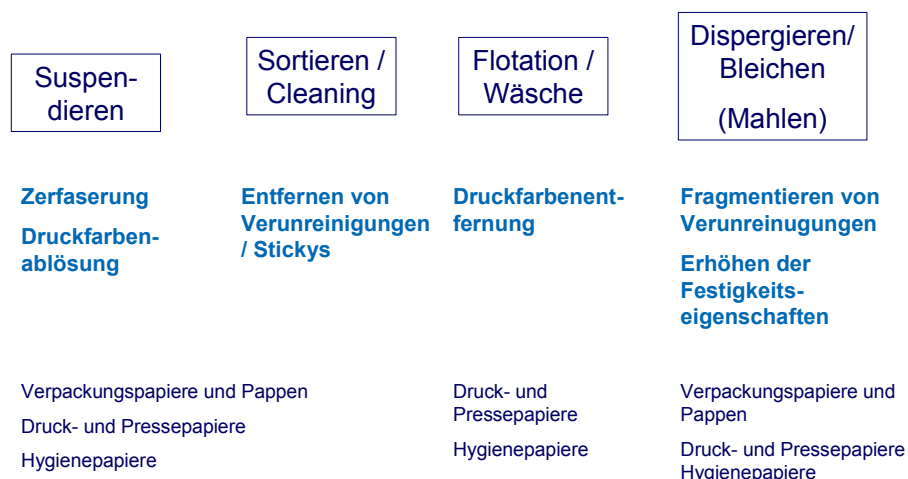 Suspen-
dieren
Sortieren /
Cleaning
Flotation /
Wäsche
Dispergieren/
Bleichen
(Mahlen)
Zerfaserung
Druckfarben-
ablösung
Entfernen von
Verunreinigungen
/ Stickys
Druckfarbenent-
fernung
Fragmentieren von
Verunreinugungen
Erhöhen der
Festigkeits-
eigenschaften
Verpackungspapiere und Pappen
Druck- und Pressepapiere
Hygienepapiere
Druck- und
Pressepapiere
Hygienepapiere
Verpackungspapiere und
Pappen
Druck- und Pressepapiere
Hygienepapiere